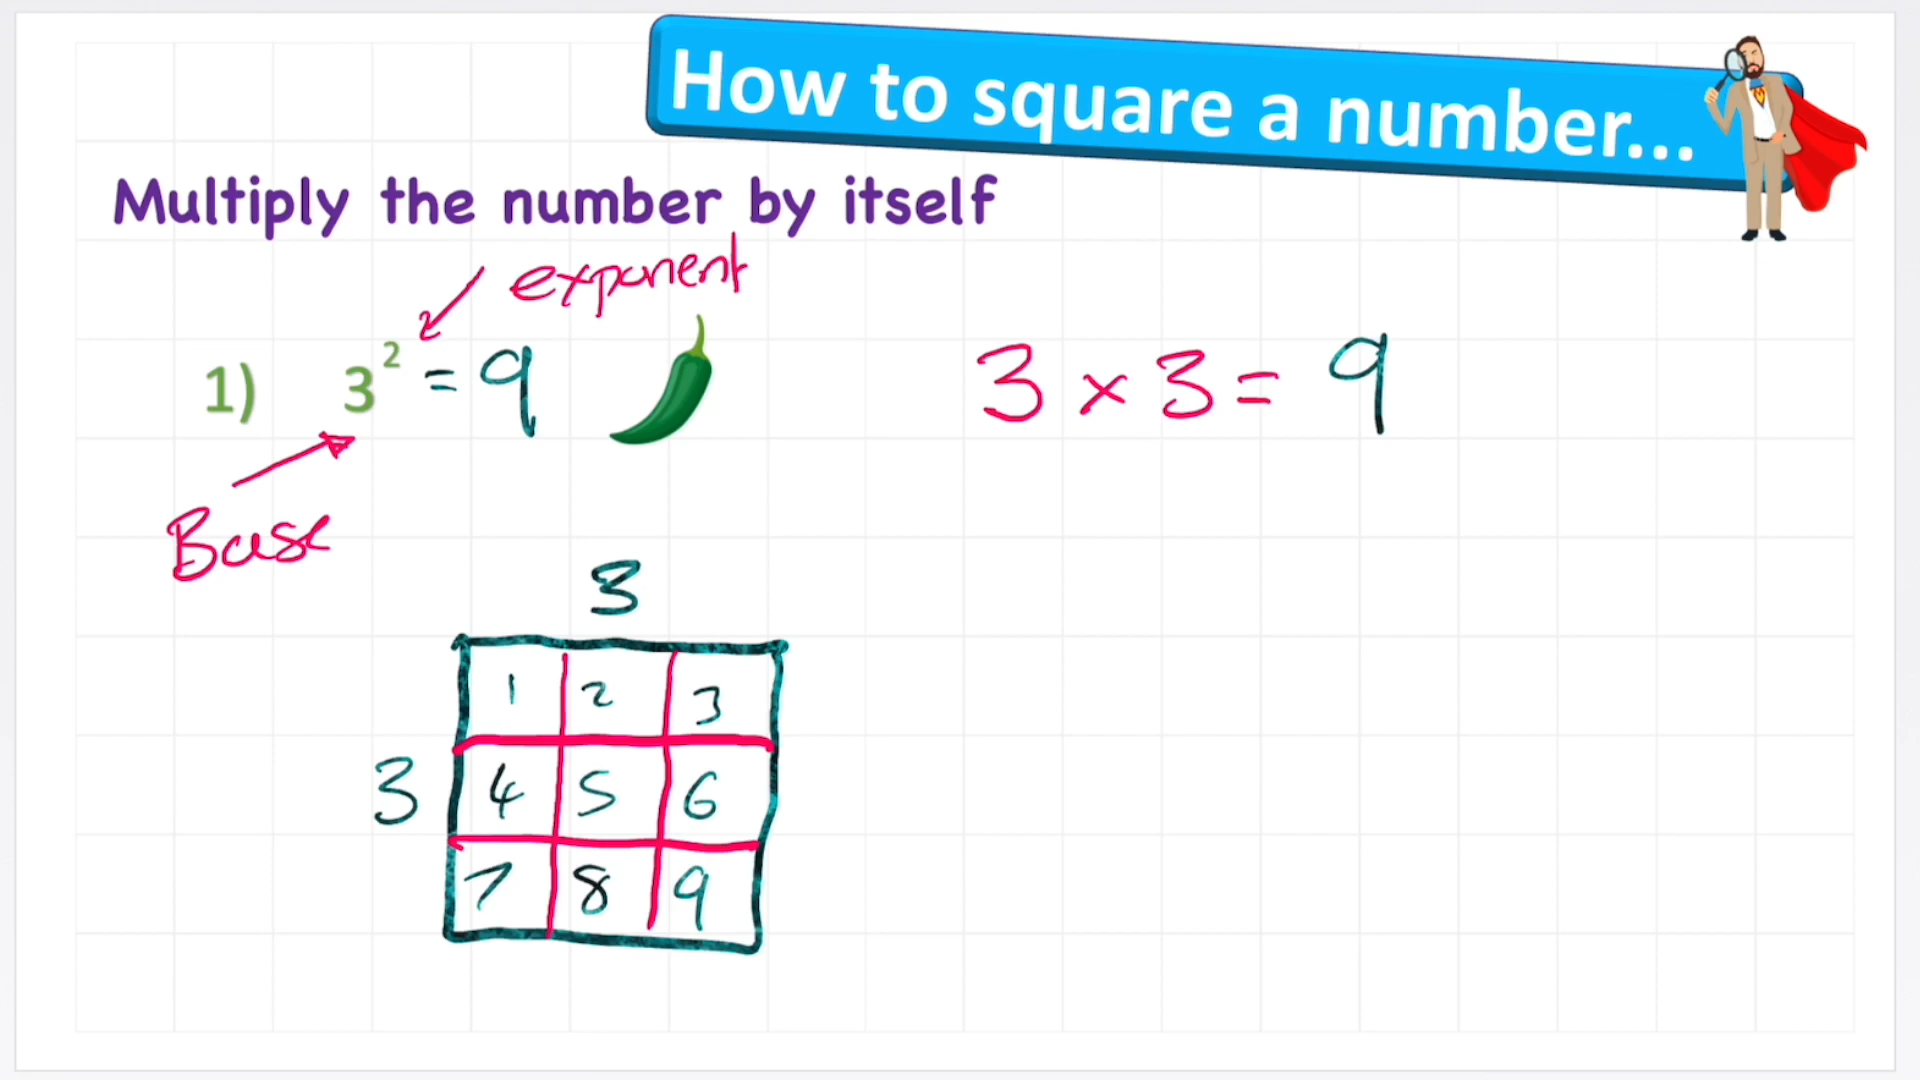 How to square a number...
Multiply the number by itself
exponent
1) 3² = 9
3 × 3 = 9
Base
3
1 2 3
3
4 5 6
7 8 9